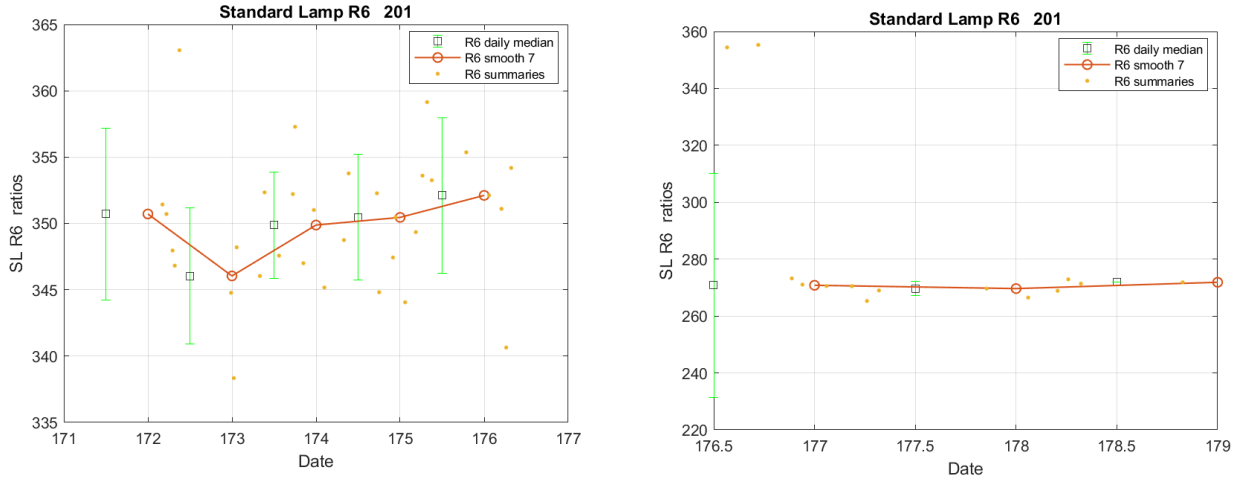 Standard Lamp R6 201
R6 daily median
R6 smooth 7
R6 summaries
SL R6 ratios
365
360
355
350
345
340
335
171
172
173
174
175
176
177
Date
Standard Lamp R6 201
R6 daily median
R6 smooth 7
R6 summaries
SL R6 ratios
360
340
320
300
280
260
240
220
176.5
177
177.5
178
178.5
179
Date